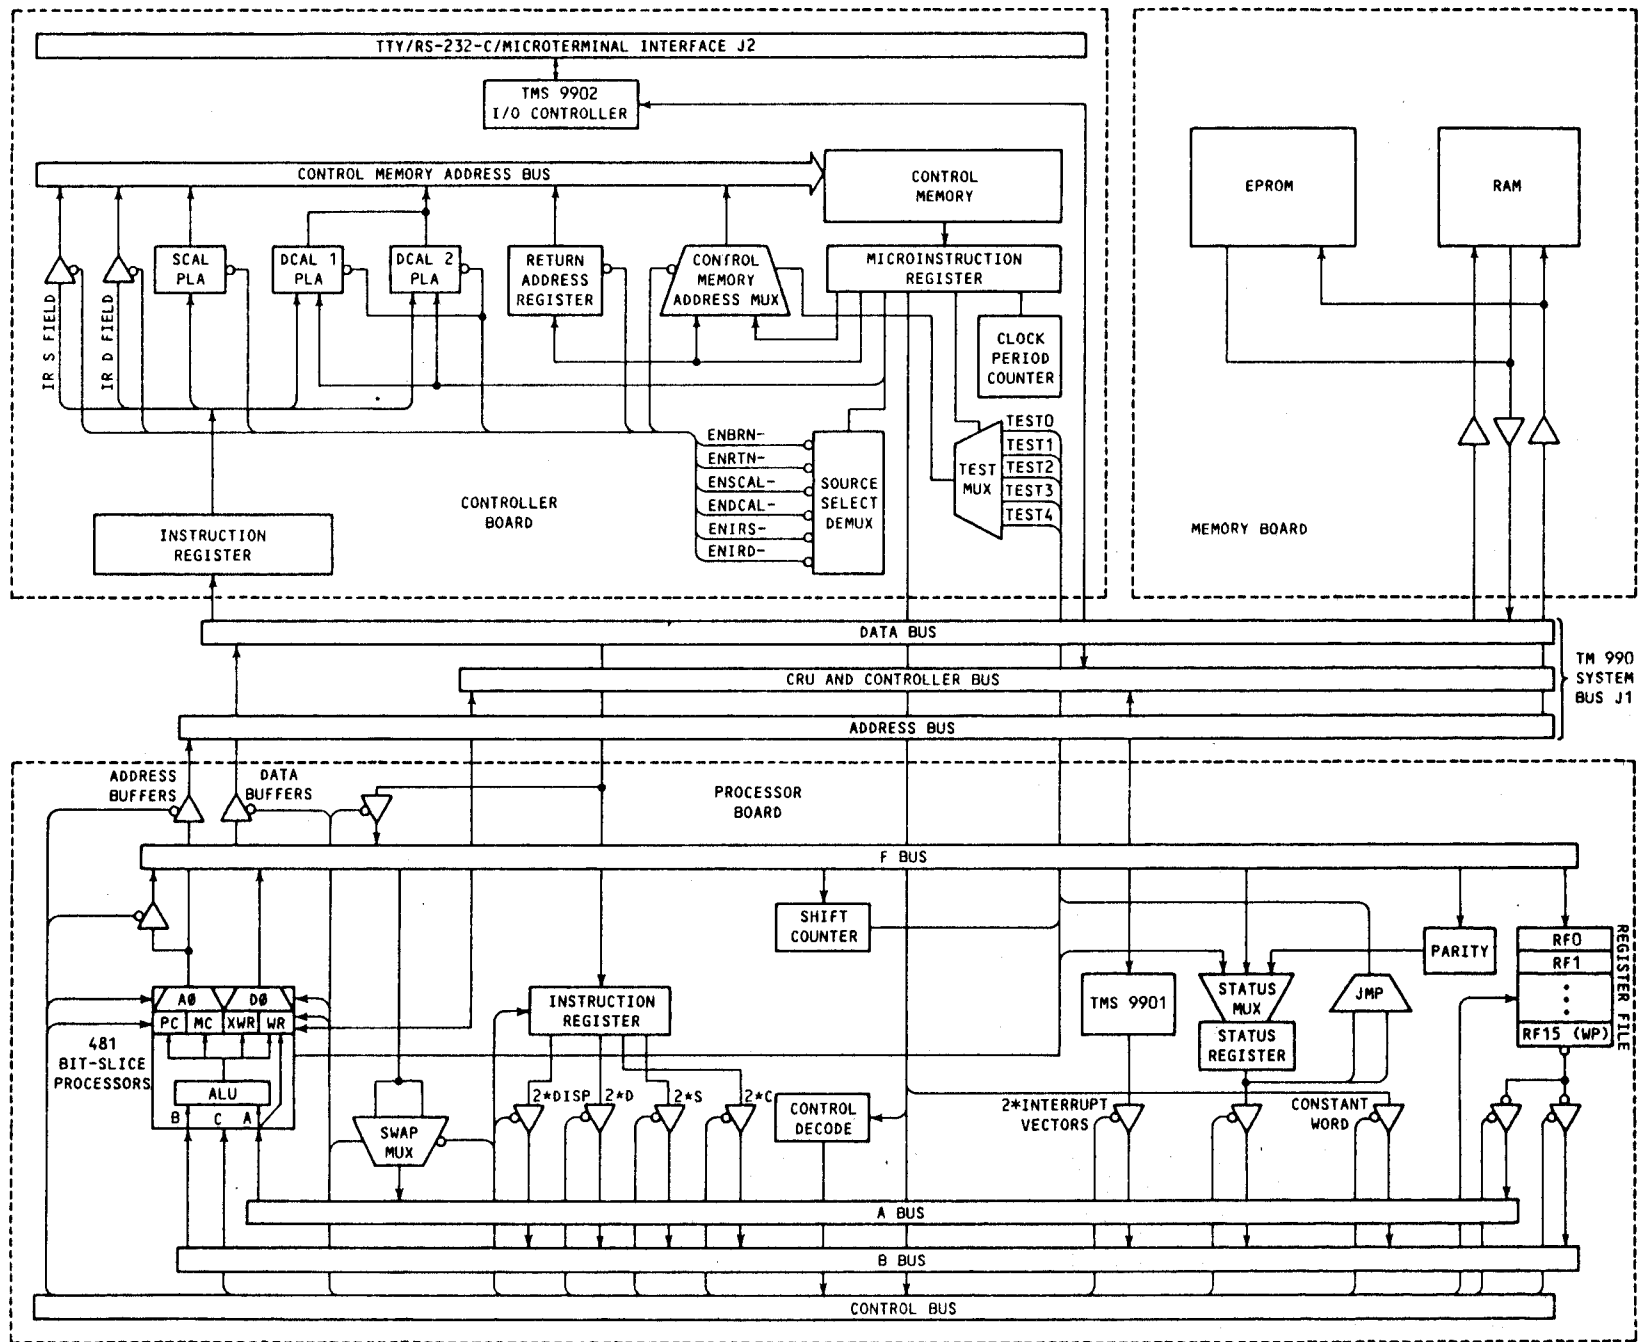 TTY/RS-232-C/MICROTERMINAL INTERFACE J2
TMS 9902
I/O CONTROLLER
CONTROL MEMORY ADDRESS BUS
CONTROL
MEMORY
EPROM
RAM
IR S FIELD
IR D FIELD
SCAL
PLA
DCAL 1
PLA
DCAL 2
PLA
RETURN
ADDRESS
REGISTER
CONTROL
MEMORY
ADDRESS MUX
MICROINSTRUCTION
REGISTER
CLOCK
PERIOD
COUNTER
ENBRN-
ENRTN-
ENSCAL-
ENDCAL-
ENIRS-
ENIRD-
SOURCE
SELECT
DEMUX
TEST
MUX
TEST0
TEST1
TEST2
TEST3
TEST4
CONTROLLER
BOARD
INSTRUCTION
REGISTER
MEMORY BOARD
DATA BUS
CRU AND CONTROLLER BUS
ADDRESS BUS
TM 990
SYSTEM
BUS J1
ADDRESS
BUFFERS
DATA
BUFFERS
PROCESSOR
BOARD
F BUS
SHIFT
COUNTER
PARITY
RF0
RF1
RF15 (WP)
REGISTER FILE
A0
D0
PC
MC
XWR
WR
481
BIT-SLICE
PROCESSORS
ALU
B
C
A
INSTRUCTION
REGISTER
TMS 9901
STATUS
MUX
STATUS
REGISTER
JMP
2*DISP
2*D
2*S
2*C
SWAP
MUX
CONTROL
DECODE
2*INTERRUPT
VECTORS
CONSTANT
WORD
A BUS
B BUS
CONTROL BUS